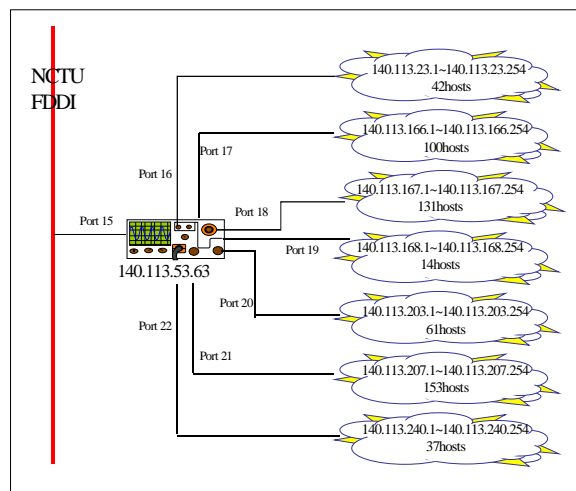 NCTU
FDDI
140.113.23.1~140.113.23.254
42hosts
140.113.166.1~140.113.166.254
100hosts
Port 17
Port 16
140.113.167.1~140.113.167.254
131hosts
Port 18
Port 15
140.113.168.1~140.113.168.254
14hosts
Port 19
140.113.53.63
Port 20
140.113.203.1~140.113.203.254
61hosts
Port 22
Port 21
140.113.207.1~140.113.207.254
153hosts
140.113.240.1~140.113.240.254
37hosts